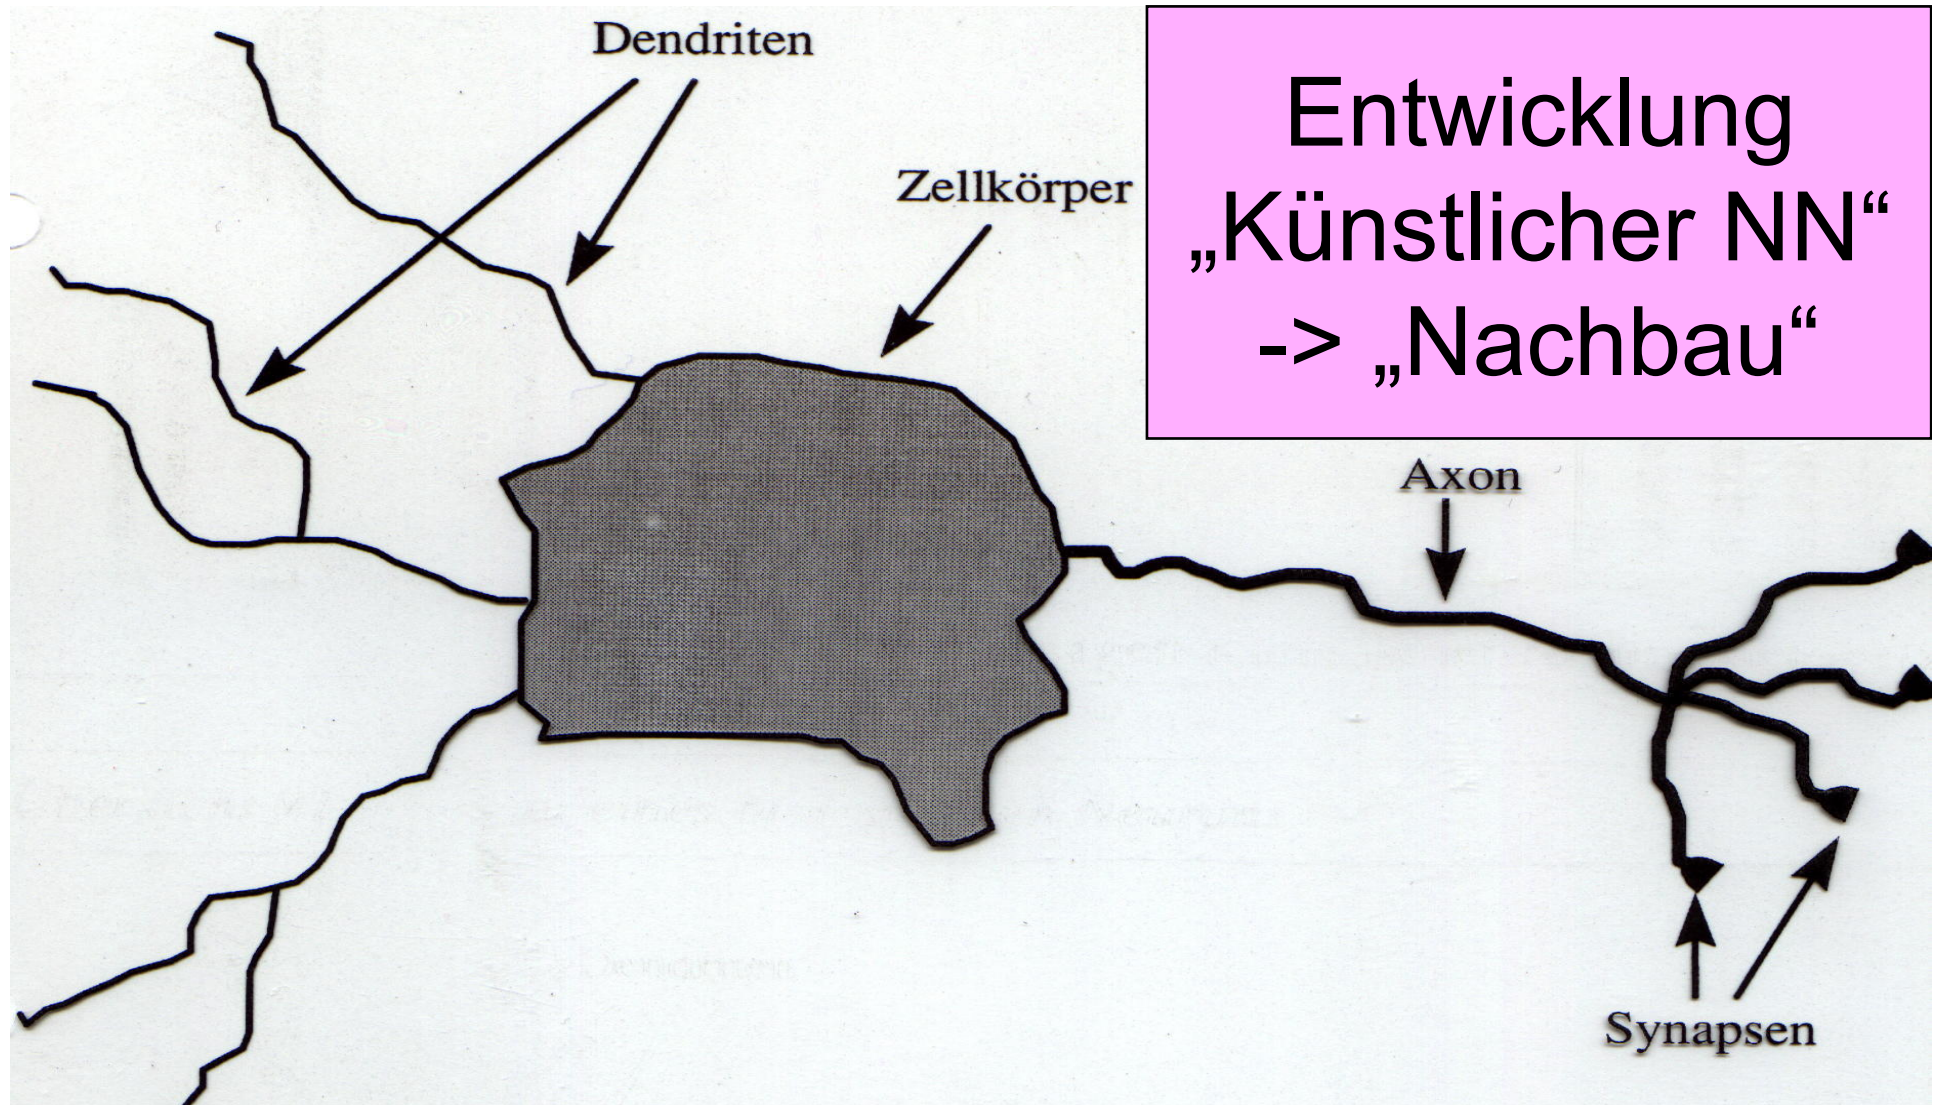 Dendriten
Zellkörper
Entwicklung
„Künstlicher NN“
-> „Nachbau“
Axon
Synapsen